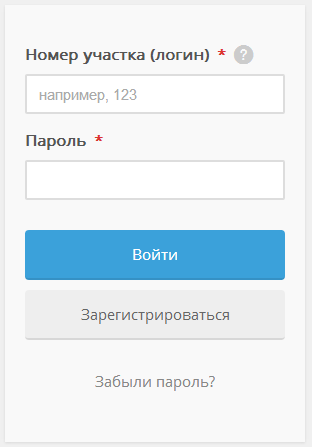 Номер участка (логин) * ?
например, 123
Пароль *
Войти
Зарегистрироваться
Забыли пароль?